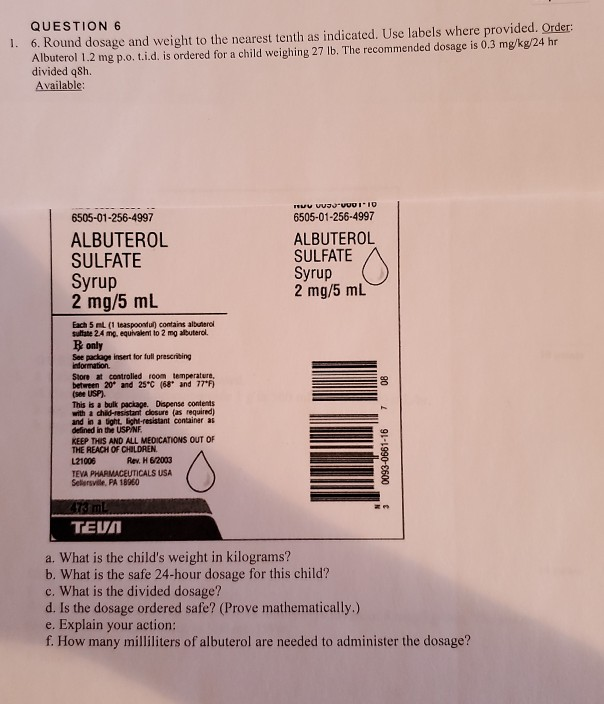 QUESTION 6
1. 6. Round dosage and weight to the nearest tenth as indicated. Use labels where provided. Order:
Albuterol 1.2 mg p.o. t.i.d. is ordered for a child weighing 27 lb. The recommended dosage is 0.3 mg/kg/24 hr
divided q8h.
Available:
6505-01-256-4997
ALBUTEROL
SULFATE
Syrup
2 mg/5 mL
Each 5 mL (1 teaspoonful) contains albuterol
sulfate 2.4 mg, equivalent to 2 mg albuterol.
Rx only
See package insert for full prescribing
information.
Store at controlled room temperature,
between 20° and 25°C (68° and 77°F)
(see USP).
This is a bulk package. Dispense contents
with a child-resistant closure (as required)
and in a tight, light-resistant container as
defined in the USP/NF.
KEEP THIS AND ALL MEDICATIONS OUT OF
THE REACH OF CHILDREN.
L21006 Rev. H 6/2003
TEVA PHARMACEUTICALS USA
Sellersville, PA 18960
473 mL
TEVA
6505-01-256-4997
ALBUTEROL
SULFATE
Syrup
2 mg/5 mL
08
7
0093-0661-16
N
3
a. What is the child's weight in kilograms?
b. What is the safe 24-hour dosage for this child?
c. What is the divided dosage?
d. Is the dosage ordered safe? (Prove mathematically.)
e. Explain your action:
f. How many milliliters of albuterol are needed to administer the dosage?